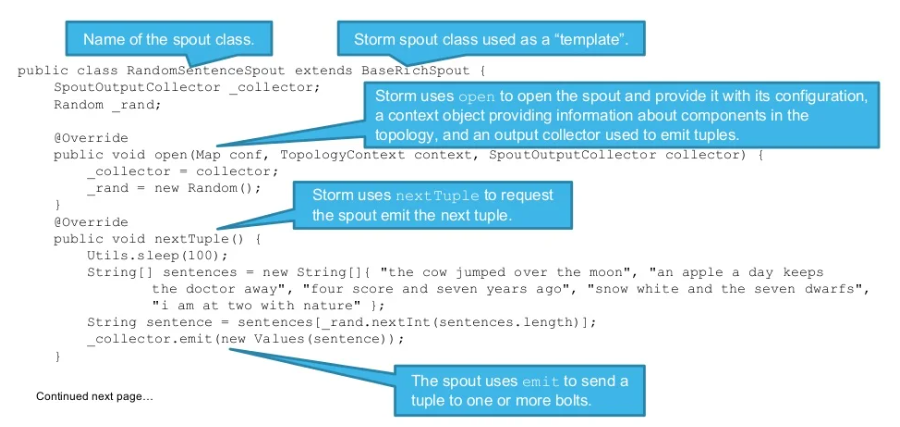 Name of the spout class.
Storm spout class used as a “template”.
public class RandomSentenceSpout extends BaseRichSpout {
SpoutOutputCollector _collector;
Random _rand;
Storm uses open to open the spout and provide it with its configuration,
a context object providing information about components in the
topology, and an output collector used to emit tuples.
@Override
public void open(Map conf, TopologyContext context, SpoutOutputCollector collector) {
_collector = collector;
_rand = new Random();
}
Storm uses nextTuple to request
the spout emit the next tuple.
@Override
public void nextTuple() {
Utils.sleep(100);
String[] sentences = new String[]{ "the cow jumped over the moon", "an apple a day keeps
the doctor away", "four score and seven years ago", "snow white and the seven dwarfs",
"i am at two with nature" };
String sentence = sentences[_rand.nextInt(sentences.length)];
_collector.emit(new Values(sentence));
}
The spout uses emit to send a
tuple to one or more bolts.
Continued next page…